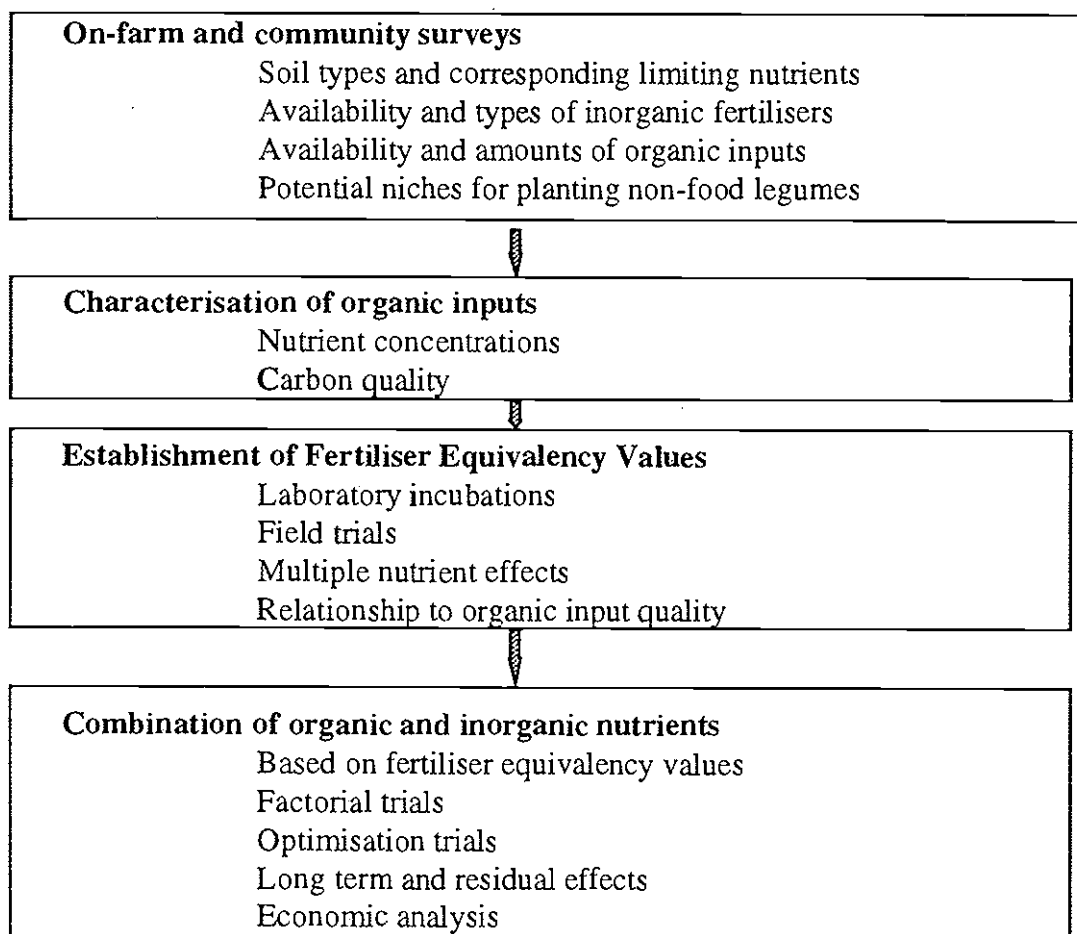 On-farm and community surveys
Soil types and corresponding limiting nutrients
Availability and types of inorganic fertilisers
Availability and amounts of organic inputs
Potential niches for planting non-food legumes
Characterisation of organic inputs
Nutrient concentrations
Carbon quality
Establishment of Fertiliser Equivalency Values
Laboratory incubations
Field trials
Multiple nutrient effects
Relationship to organic input quality
Combination of organic and inorganic nutrients
Based on fertiliser equivalency values
Factorial trials
Optimisation trials
Long term and residual effects
Economic analysis